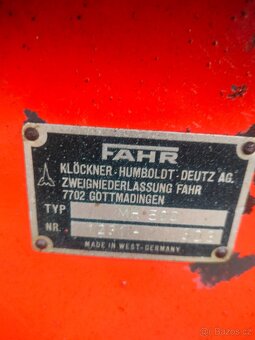 FAHR
KLÖCKNER-HUMBOLDT-DEUTZ AG.
ZWEIGNIEDERLASSUNG FAHR
7702 GOTTMADINGEN
TYP
NR.
MADE IN WEST-GERMANY
Bazos.cz